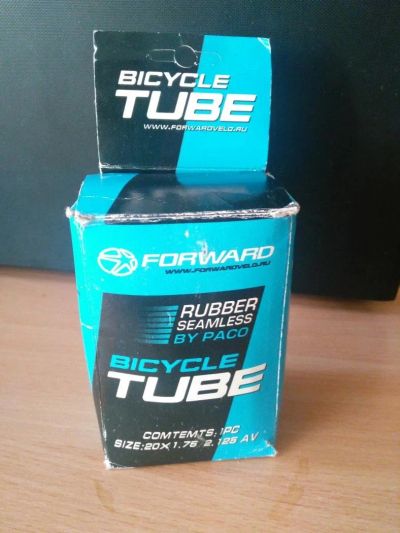 BICYCLE
TUBE
WWW.FORWARDVELO.RU
FORWARD
WWW.FORWARDVELO.RU
RUBBER
SEAMLESS
BY PACO
BICYCLE
TUBE
COMTEMTS: 1PC
SIZE:20X1.75 2.125 AV